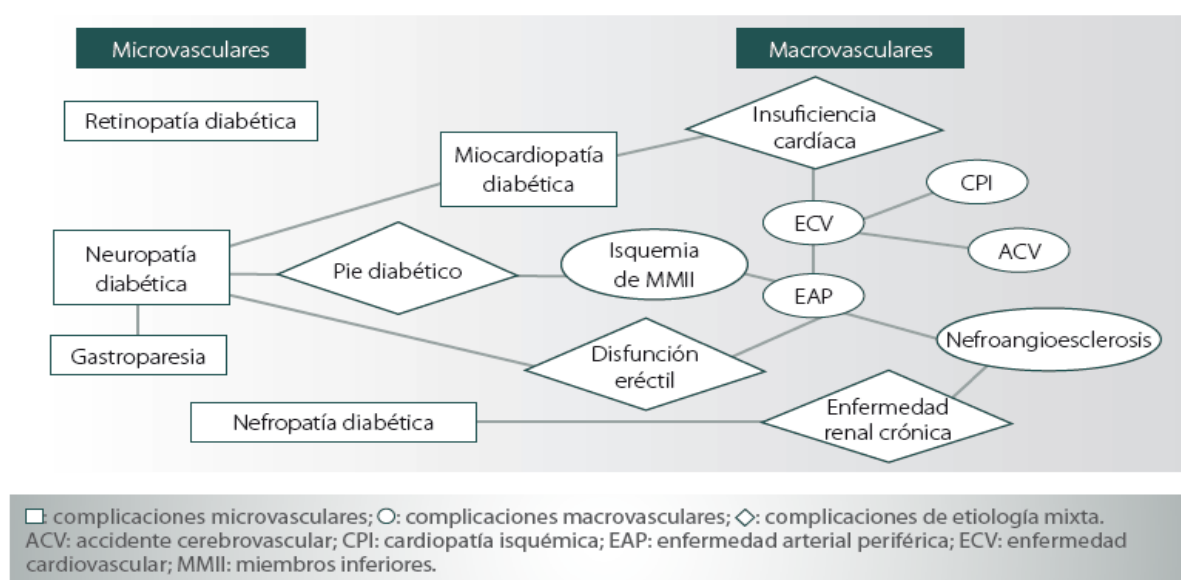 Microvasculares
Macrovasculares
Retinopatía diabética
Insuficiencia
cardíaca
Miocardiopatía
diabética
CPI
ECV
ACV
Neuropatía
diabética
Pie diabético
Isquemia
de MMII
EAP
Gastroparesia
Disfunción
eréctil
Nefroangioesclerosis
Nefropatía diabética
Enfermedad
renal crónica
□: complicaciones microvasculares; ○: complicaciones macrovasculares; ◇: complicaciones de etiología mixta.
ACV: accidente cerebrovascular; CPI: cardiopatía isquémica; EAP: enfermedad arterial periférica; ECV: enfermedad
cardiovascular; MMII: miembros inferiores.